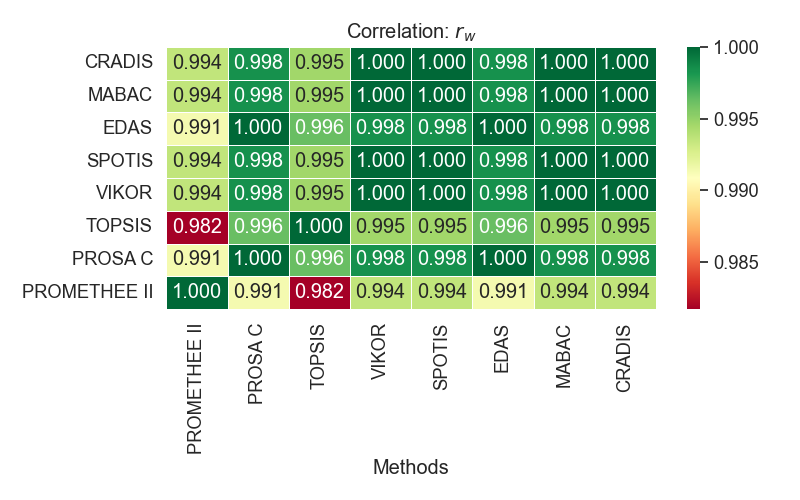 Correlation: r_w
CRADIS 0.994 0.998 0.995 1.000 1.000 0.998 1.000 1.000
MABAC 0.994 0.998 0.995 1.000 1.000 0.998 1.000 1.000
EDAS 0.991 1.000 0.996 0.998 0.998 1.000 0.998 0.998
SPOTIS 0.994 0.998 0.995 1.000 1.000 0.998 1.000 1.000
VIKOR 0.994 0.998 0.995 1.000 1.000 0.998 1.000 1.000
TOPSIS 0.982 0.996 1.000 0.995 0.995 0.996 0.995 0.995
PROSA C 0.991 1.000 0.996 0.998 0.998 1.000 0.998 0.998
PROMETHEE II 1.000 0.991 0.982 0.994 0.994 0.991 0.994 0.994
PROMETHEE II
PROSA C
TOPSIS
VIKOR
SPOTIS
EDAS
MABAC
CRADIS
Methods
1.000
0.995
0.990
0.985